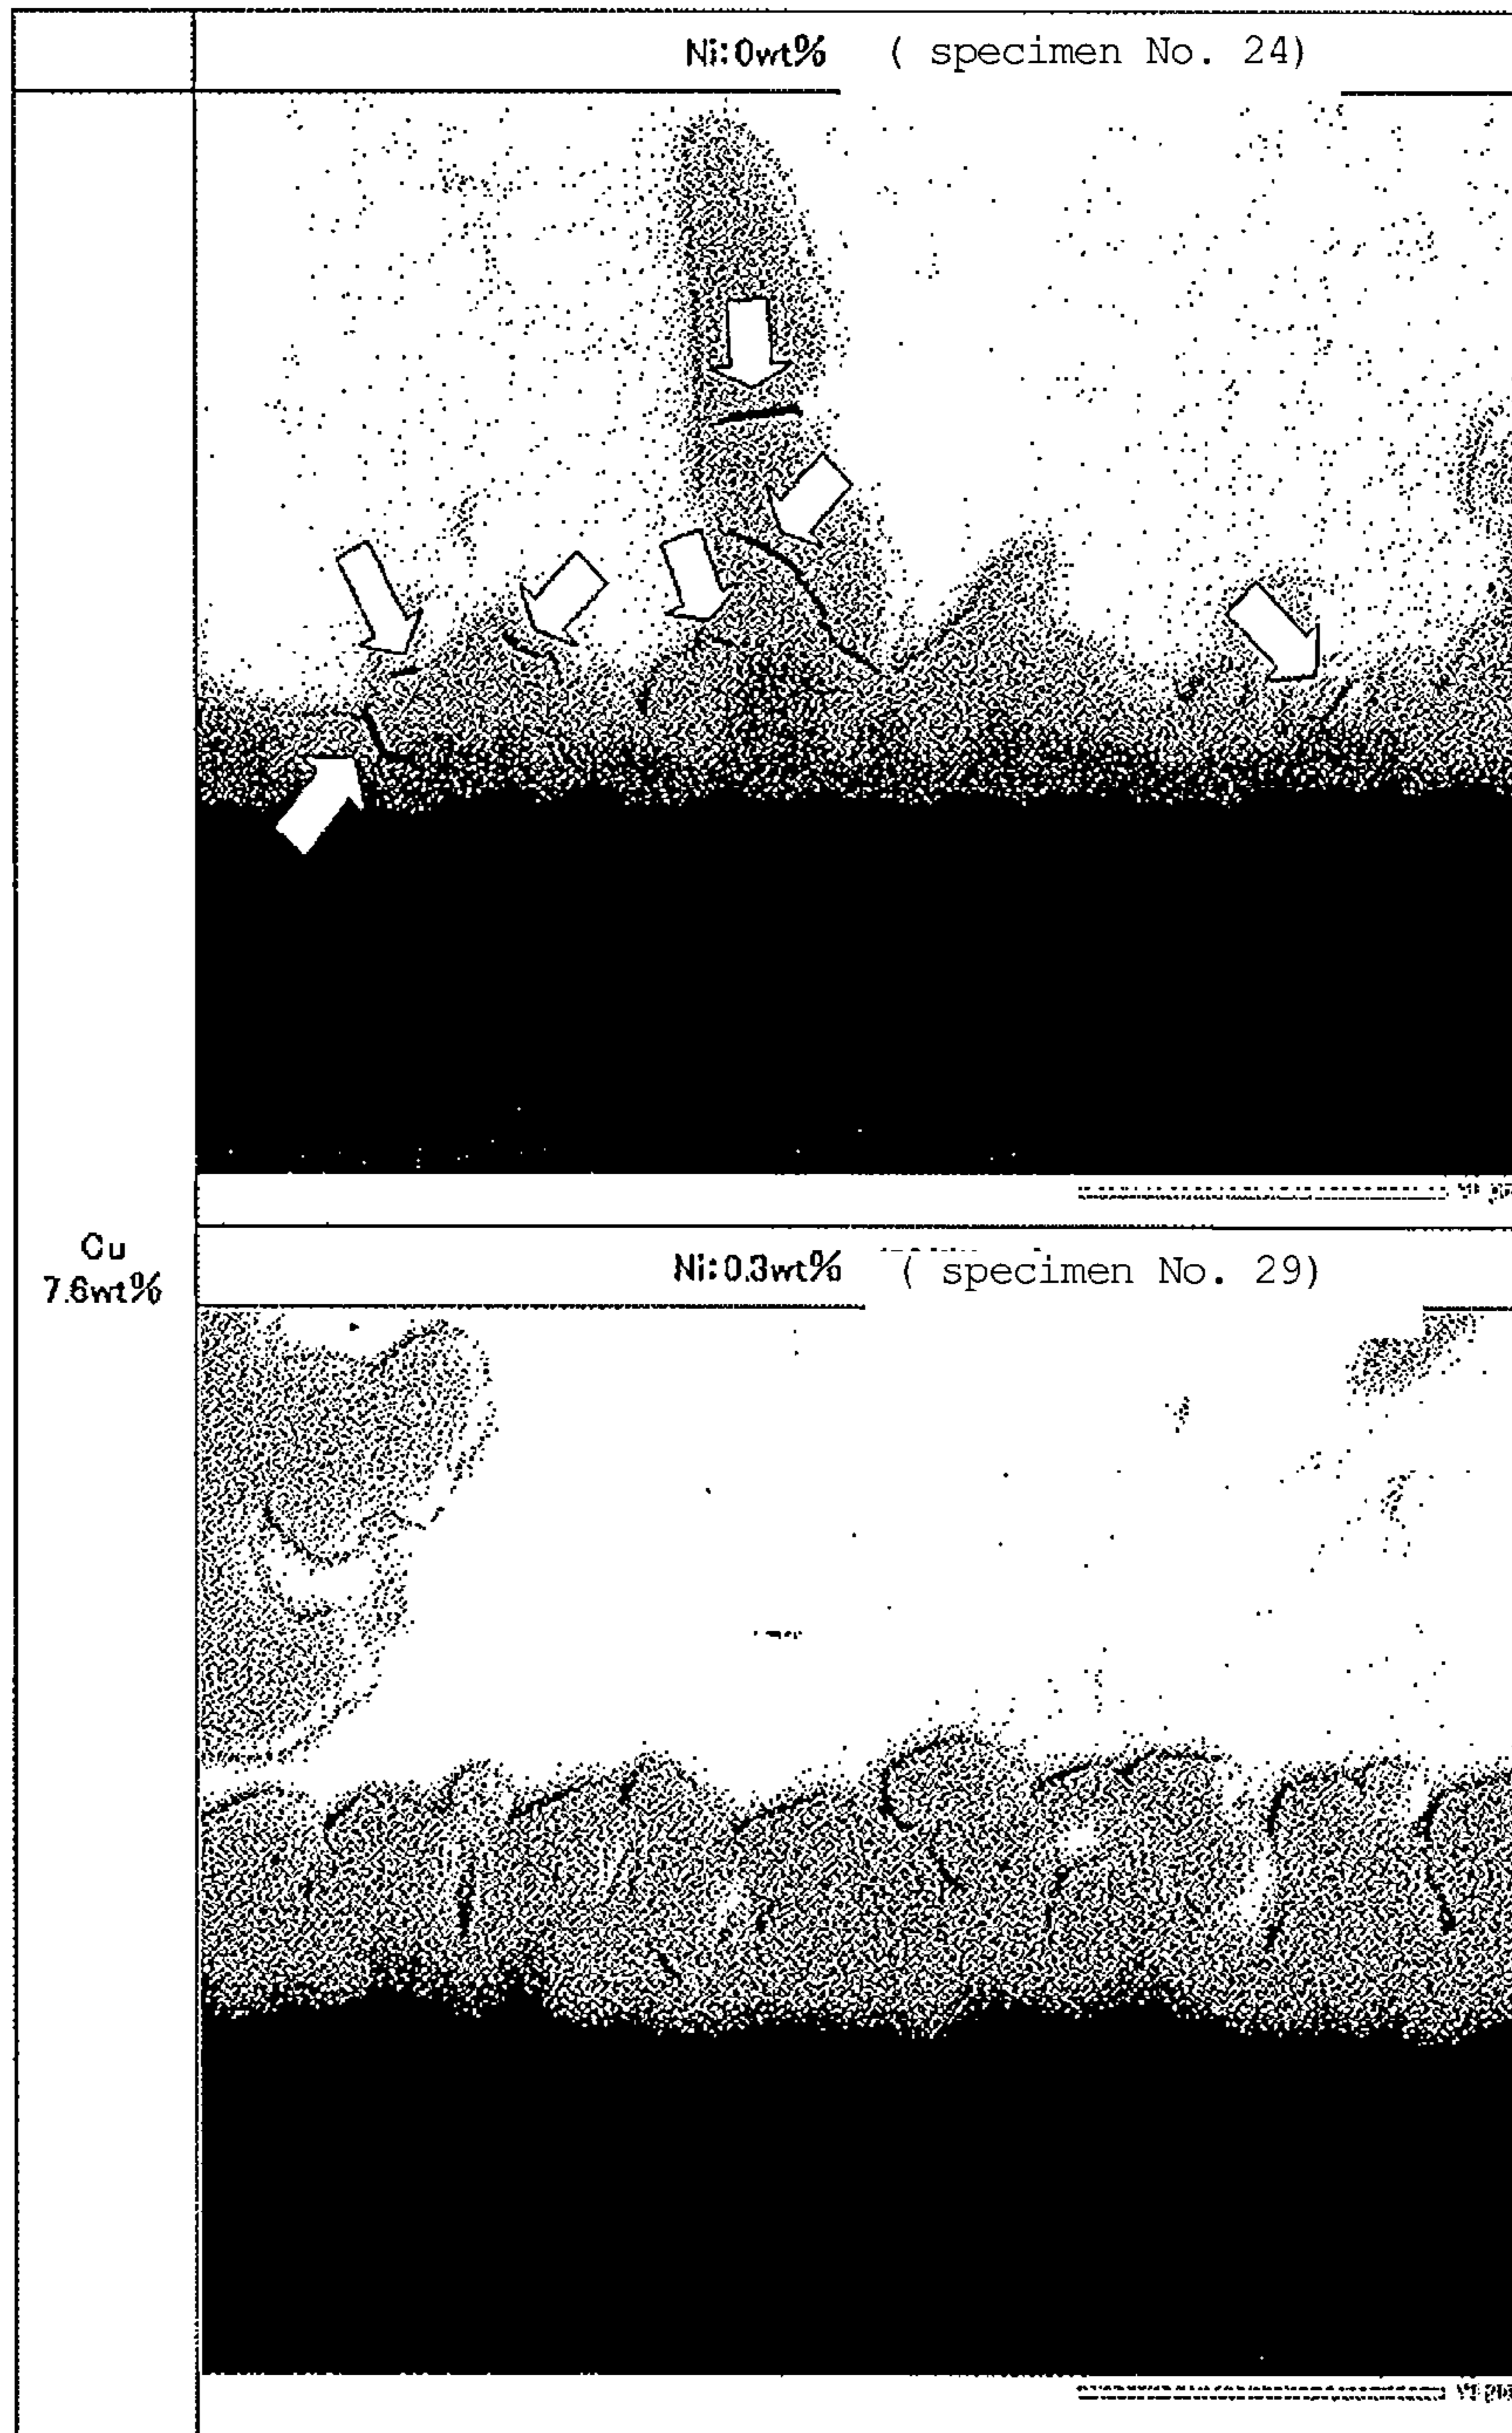 Ni:0wt% ( specimen No. 24)
Cu
7.6wt%
Ni:0.3wt% ( specimen No. 29)